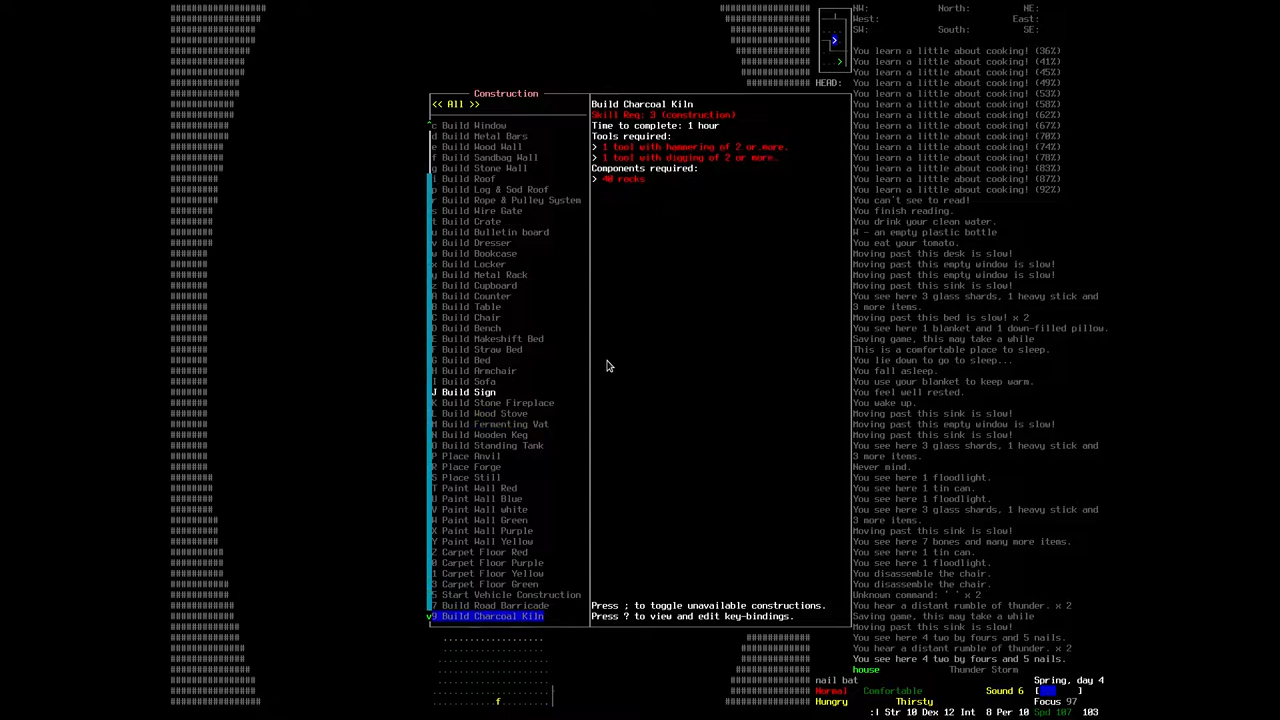 NW: North: NE:
West: East:
SW: South: SE:
You learn a little about cooking! (36%)
You learn a little about cooking! (41%)
You learn a little about cooking! (45%)
You learn a little about cooking! (49%)
You learn a little about cooking! (53%)
You learn a little about cooking! (58%)
You learn a little about cooking! (62%)
You learn a little about cooking! (67%)
You learn a little about cooking! (70%)
You learn a little about cooking! (74%)
You learn a little about cooking! (78%)
You learn a little about cooking! (83%)
You learn a little about cooking! (87%)
You learn a little about cooking! (92%)
You can't see to read!
You finish reading.
You drink your clean water.
W - an empty plastic bottle
You eat your tomato.
Moving past this desk is slow!
Moving past this empty window is slow!
Moving past this empty window is slow!
Moving past this sink is slow!
You see here 3 glass shards, 1 heavy stick and
3 more items.
Moving past this bed is slow! x 2
You see here 1 blanket and 1 down-filled pillow.
Saving game, this may take a while
This is a comfortable place to sleep.
You lie down to go to sleep...
You fall asleep.
You use your blanket to keep warm.
You feel well rested.
You wake up.
Moving past this sink is slow!
Moving past this empty window is slow!
Moving past this sink is slow!
You see here 3 glass shards, 1 heavy stick and
3 more items.
Never mind.
You see here 1 floodlight.
You see here 1 tin can.
You see here 1 floodlight.
You see here 3 glass shards, 1 heavy stick and
3 more items.
Moving past this sink is slow!
You see here 7 bones and many more items.
You see here 1 tin can.
You see here 1 floodlight.
You disassemble the chair.
You disassemble the chair.
Unknown command: ' ' x 2
You hear a distant rumble of thunder. x 2
Saving game, this may take a while
Moving past this sink is slow!
You see here 4 two by fours and 5 nails.
You hear a distant rumble of thunder. x 2
You see here 4 two by fours and 5 nails.
house Thunder Storm
HEAD:
Construction
<< All >>
c Build Window
d Build Metal Bars
e Build Wood Wall
f Build Sandbag Wall
g Build Stone Wall
i Build Roof
p Build Log & Sod Roof
r Build Rope & Pulley System
s Build Wire Gate
t Build Crate
u Build Bulletin board
v Build Dresser
w Build Bookcase
x Build Locker
y Build Metal Rack
z Build Cupboard
A Build Counter
B Build Table
C Build Chair
D Build Bench
E Build Makeshift Bed
F Build Straw Bed
G Build Bed
H Build Armchair
I Build Sofa
J Build Sign
K Build Stone Fireplace
L Build Wood Stove
M Build Fermenting Vat
N Build Wooden Keg
O Build Standing Tank
P Place Anvil
R Place Forge
S Place Still
T Paint Wall Red
U Paint Wall Blue
V Paint Wall white
W Paint Wall Green
X Paint Wall Purple
Y Paint Wall Yellow
Z Carpet Floor Red
0 Carpet Floor Purple
1 Carpet Floor Yellow
3 Carpet Floor Green
5 Start Vehicle Construction
7 Build Road Barricade
9 Build Charcoal Kiln
Build Charcoal Kiln
Skill Req: 3 (construction)
Time to complete: 1 hour
Tools required:
> 1 tool with hammering of 2 or more.
> 1 tool with digging of 2 or more.
Components required:
> 40 rocks
Press ; to toggle unavailable constructions.
Press ? to view and edit key-bindings.
nail bat Spring, day 4
Normal Comfortable Sound 6 [ ]
Hungry Thirsty Focus 97
:| Str 10 Dex 12 Int 8 Per 10 Spd 107 103